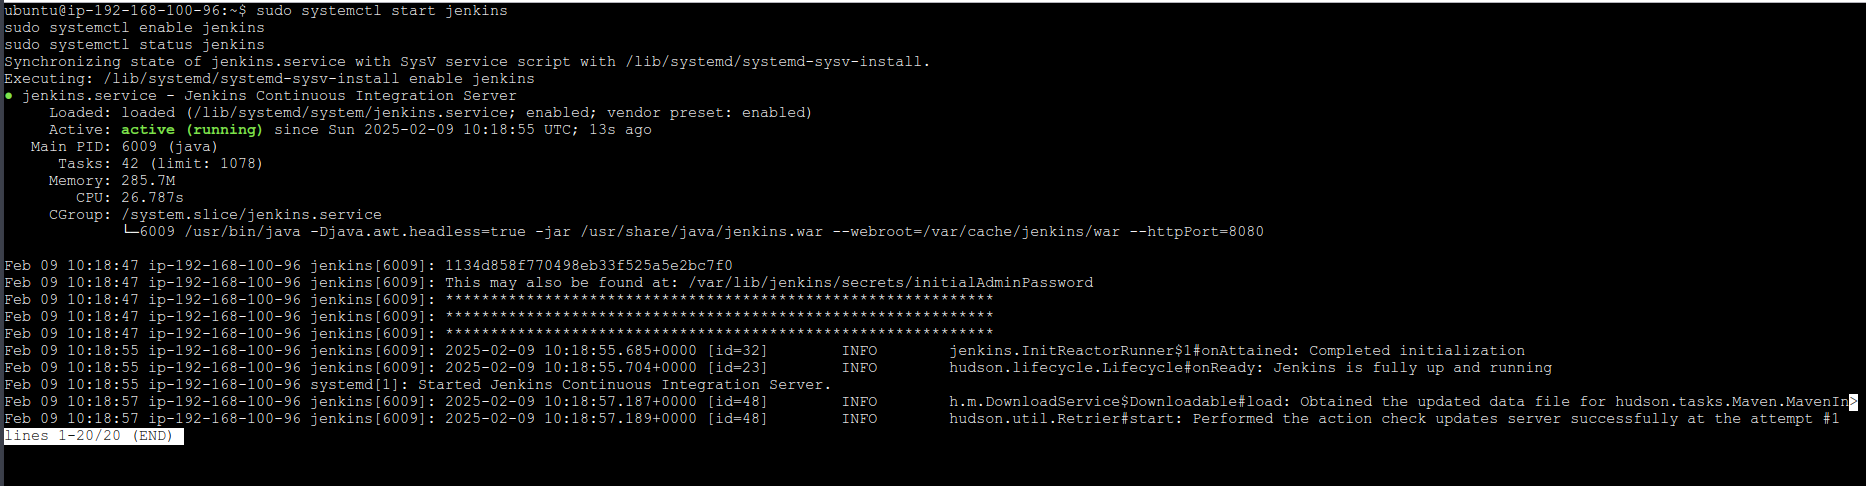 ubuntu@ip-192-168-100-96:~$ sudo systemctl start jenkins
sudo systemctl enable jenkins
sudo systemctl status jenkins
Synchronizing state of jenkins.service with SysV service script with /lib/systemd/systemd-sysv-install.
Executing: /lib/systemd/systemd-sysv-install enable jenkins
● jenkins.service - Jenkins Continuous Integration Server
     Loaded: loaded (/lib/systemd/system/jenkins.service; enabled; vendor preset: enabled)
     Active: active (running) since Sun 2025-02-09 10:18:55 UTC; 13s ago
   Main PID: 6009 (java)
      Tasks: 42 (limit: 1078)
     Memory: 285.7M
        CPU: 26.787s
     CGroup: /system.slice/jenkins.service
             └─6009 /usr/bin/java -Djava.awt.headless=true -jar /usr/share/java/jenkins.war --webroot=/var/cache/jenkins/war --httpPort=8080
Feb 09 10:18:47 ip-192-168-100-96 jenkins[6009]: 1134d858f770498eb33f525a5e2bc7f0
Feb 09 10:18:47 ip-192-168-100-96 jenkins[6009]: This may also be found at: /var/lib/jenkins/secrets/initialAdminPassword
Feb 09 10:18:47 ip-192-168-100-96 jenkins[6009]: *************************************************************
Feb 09 10:18:47 ip-192-168-100-96 jenkins[6009]: *************************************************************
Feb 09 10:18:47 ip-192-168-100-96 jenkins[6009]: *************************************************************
Feb 09 10:18:55 ip-192-168-100-96 jenkins[6009]: 2025-02-09 10:18:55.685+0000 [id=32]        INFO        jenkins.InitReactorRunner$1#onAttained: Completed initialization
Feb 09 10:18:55 ip-192-168-100-96 jenkins[6009]: 2025-02-09 10:18:55.704+0000 [id=23]        INFO        hudson.lifecycle.Lifecycle#onReady: Jenkins is fully up and running
Feb 09 10:18:55 ip-192-168-100-96 systemd[1]: Started Jenkins Continuous Integration Server.
Feb 09 10:18:57 ip-192-168-100-96 jenkins[6009]: 2025-02-09 10:18:57.187+0000 [id=48]        INFO        h.m.DownloadService$Downloadable#load: Obtained the updated data file for hudson.tasks.Maven.MavenIn>
Feb 09 10:18:57 ip-192-168-100-96 jenkins[6009]: 2025-02-09 10:18:57.189+0000 [id=48]        INFO        hudson.util.Retrier#start: Performed the action check updates server successfully at the attempt #1
lines 1-20/20 (END)